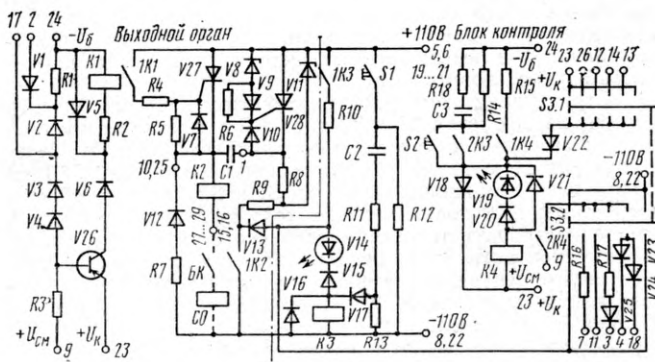 17 2 24 Выходной орган +110В Блок контроля
-Uб 5,6 -Uб 24 23 26 12 14 13
V1 R1 K1 1K1 V27 V8 V11 1K3 S1 19...21 R18 R15 +Uк
R4 V9 R10 C3 R14 S3.1
V2 V5 R2 R5 V7 R6 V10 V28 C2 S2 2K3 1K4 V22
10,25 K2 C1 1 -110В 8,22
V3 V6 R8 V18 V19 V21
V4 V12 R9 R11 R12 V20 S3.2
V26 27...29 15,16 V13 V14 2K4
R7 БК 1K2 V15 K4 +Uсм 9
R3 V16 V17 R16 R17 V25 V23 V24
+Uсм +Uк СО K3 R13 -110В 8,22 23 +Uк
9 23 7 11 3 4 18